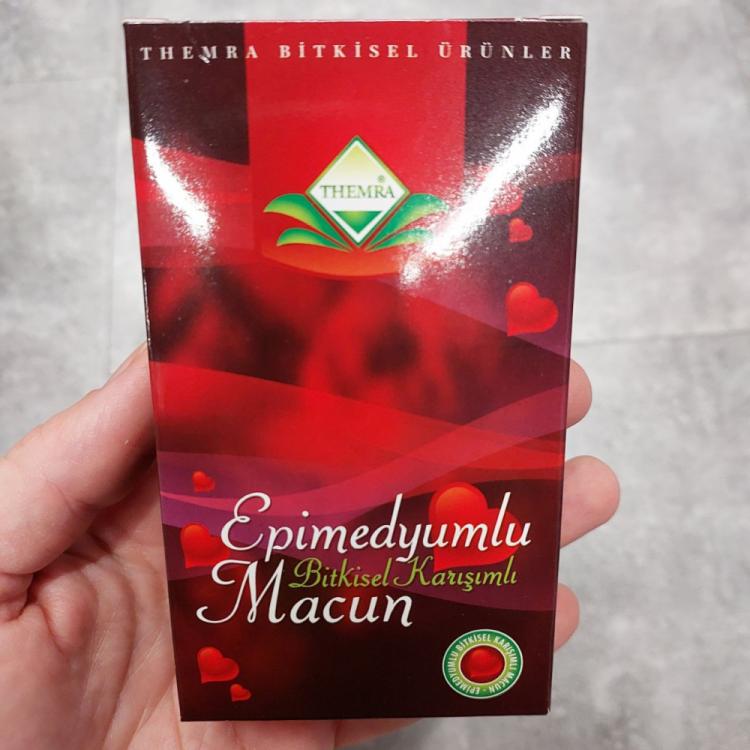 THEMRA BİTKİSEL ÜRÜNLER
THEMRA®
Epimedyumlu
Bitkisel Karışımlı
Macun
EPİMEDYUMLU BİTKİSEL KARIŞIMLI MACUN -